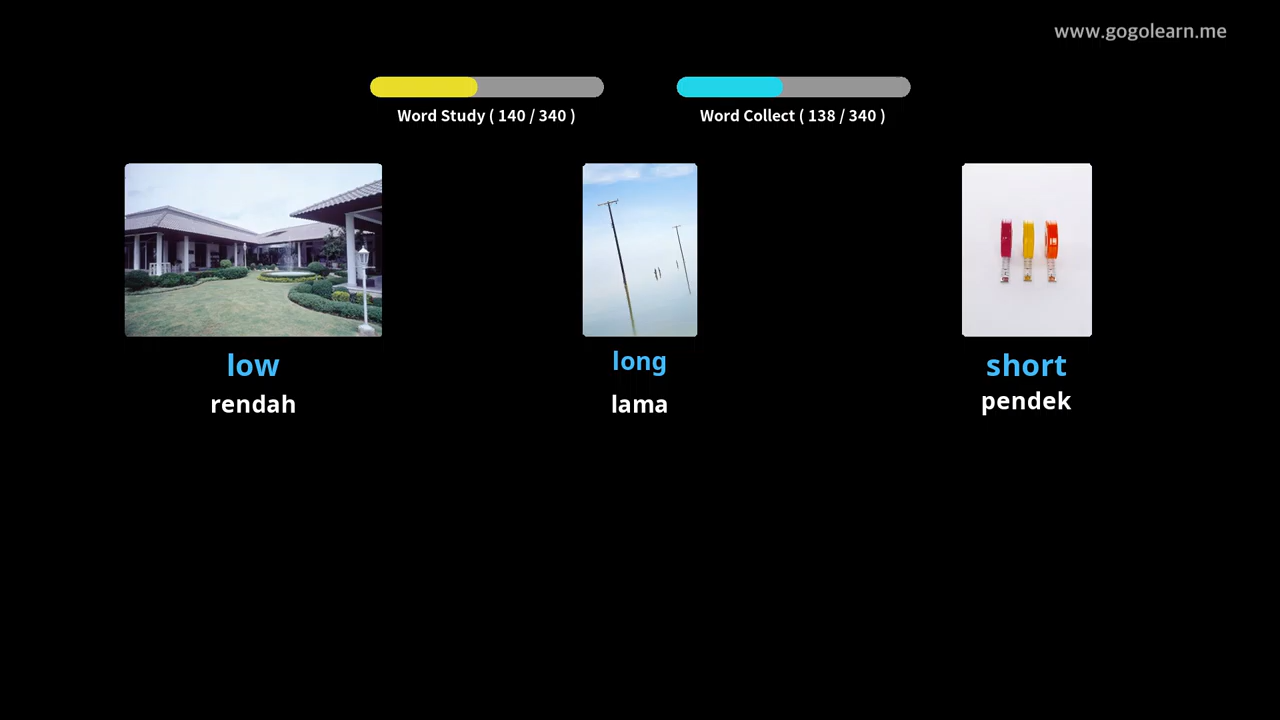 www.gogolearn.me
Word Study ( 140 / 340 )
Word Collect ( 138 / 340 )
low
long
short
rendah
lama
pendek